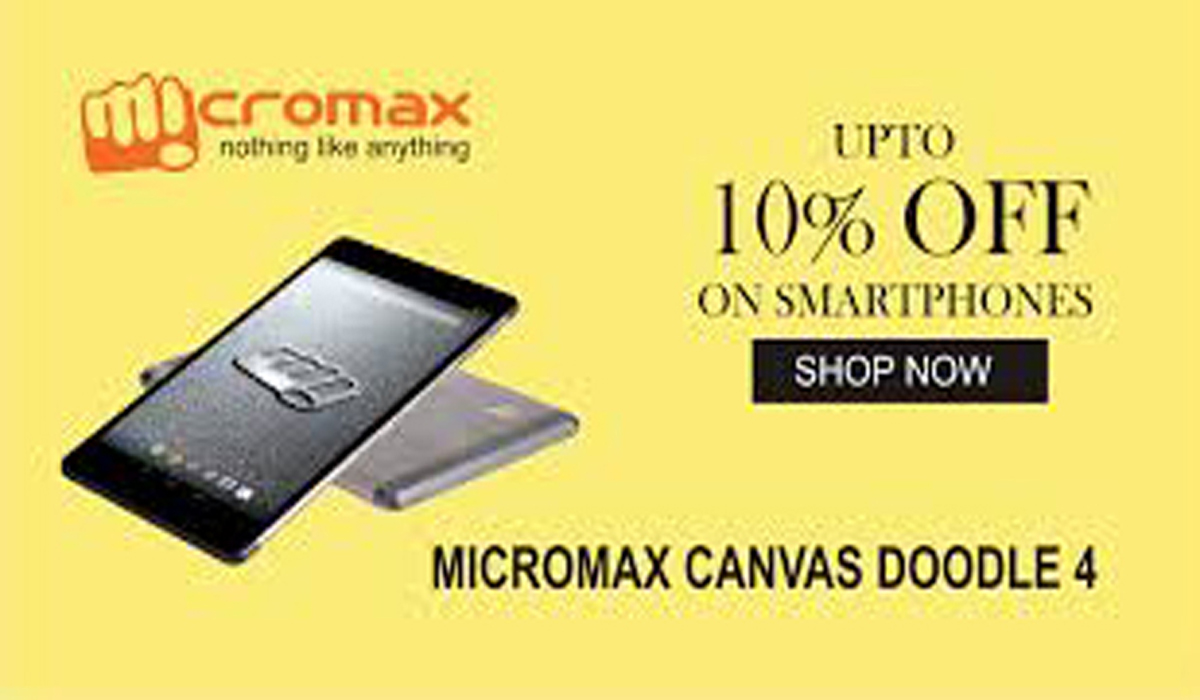 micromax
nothing like anything
UPTO
10% OFF
ON SMARTPHONES
SHOP NOW
MICROMAX CANVAS DOODLE 4